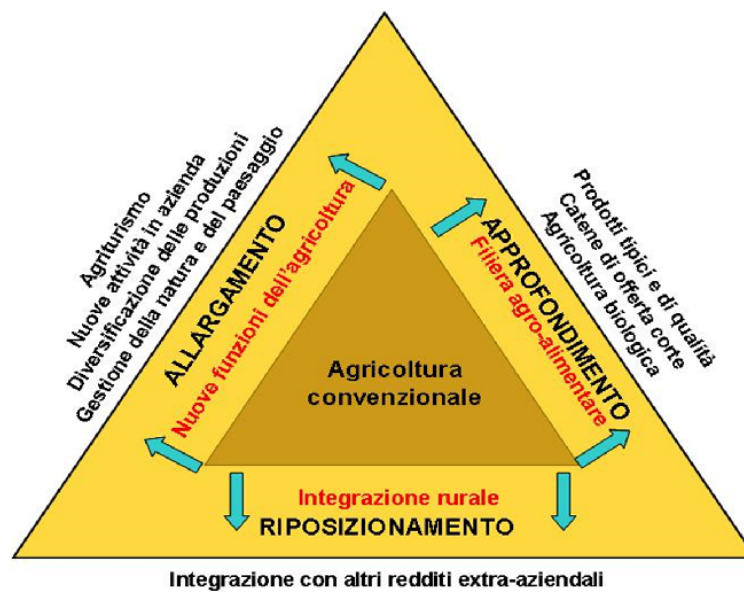 Agriturismo
Nuove attività in azienda
Diversificazione delle produzioni
Gestione della natura e del paesaggio
ALLARGAMENTO
Nuove funzioni dell'agricoltura
Prodotti tipici e di qualità
Catene di offerta corte
Agricoltura biologica
APPROFONDIMENTO
Filiera agro-alimentare
Agricoltura
convenzionale
Integrazione rurale
RIPOSIZIONAMENTO
Integrazione con altri redditi extra-aziendali